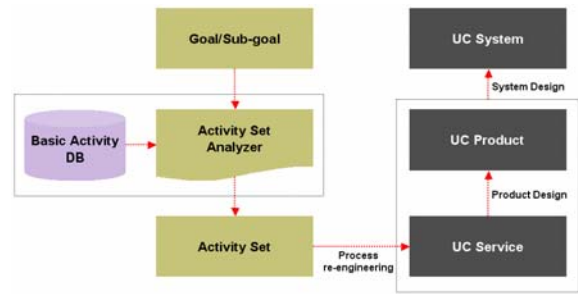 Goal/Sub-goal
UC System
System Design
Basic Activity
DB
Activity Set
Analyzer
UC Product
Product Design
Activity Set
Process
re-engineering
UC Service